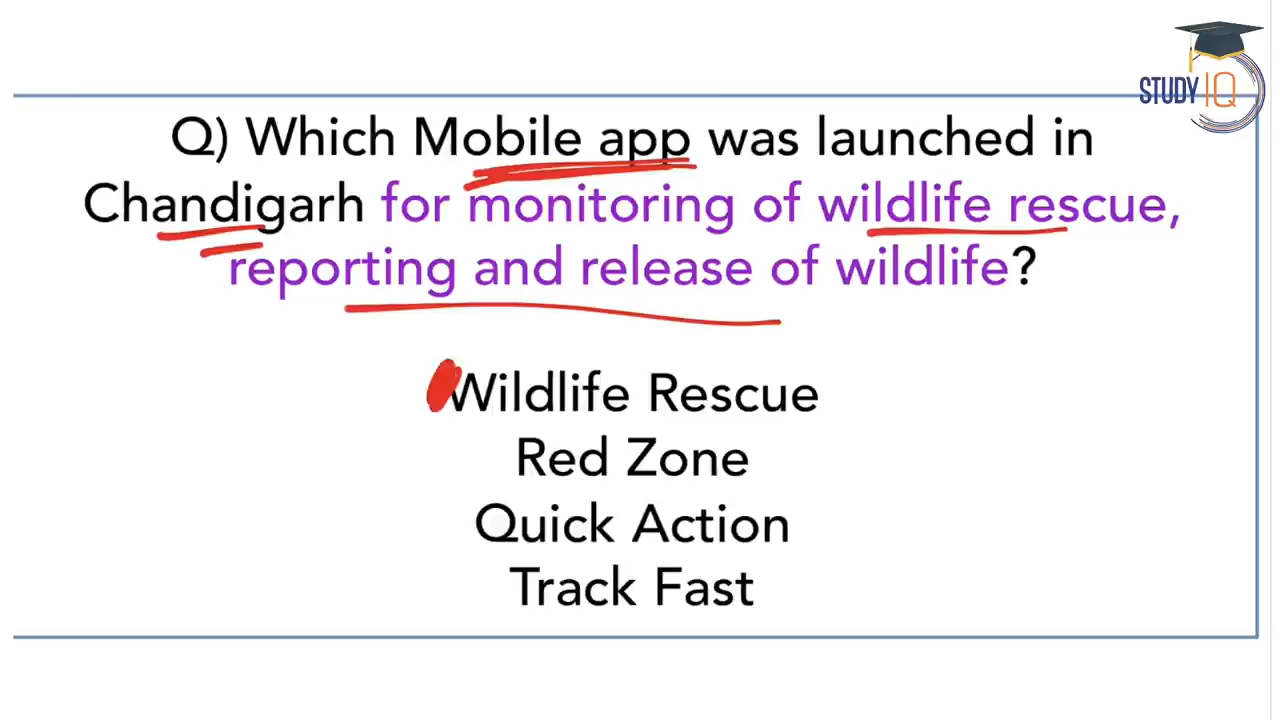 STUDY IQ
Q) Which Mobile app was launched in
Chandigarh for monitoring of wildlife rescue,
reporting and release of wildlife?
Wildlife Rescue
Red Zone
Quick Action
Track Fast